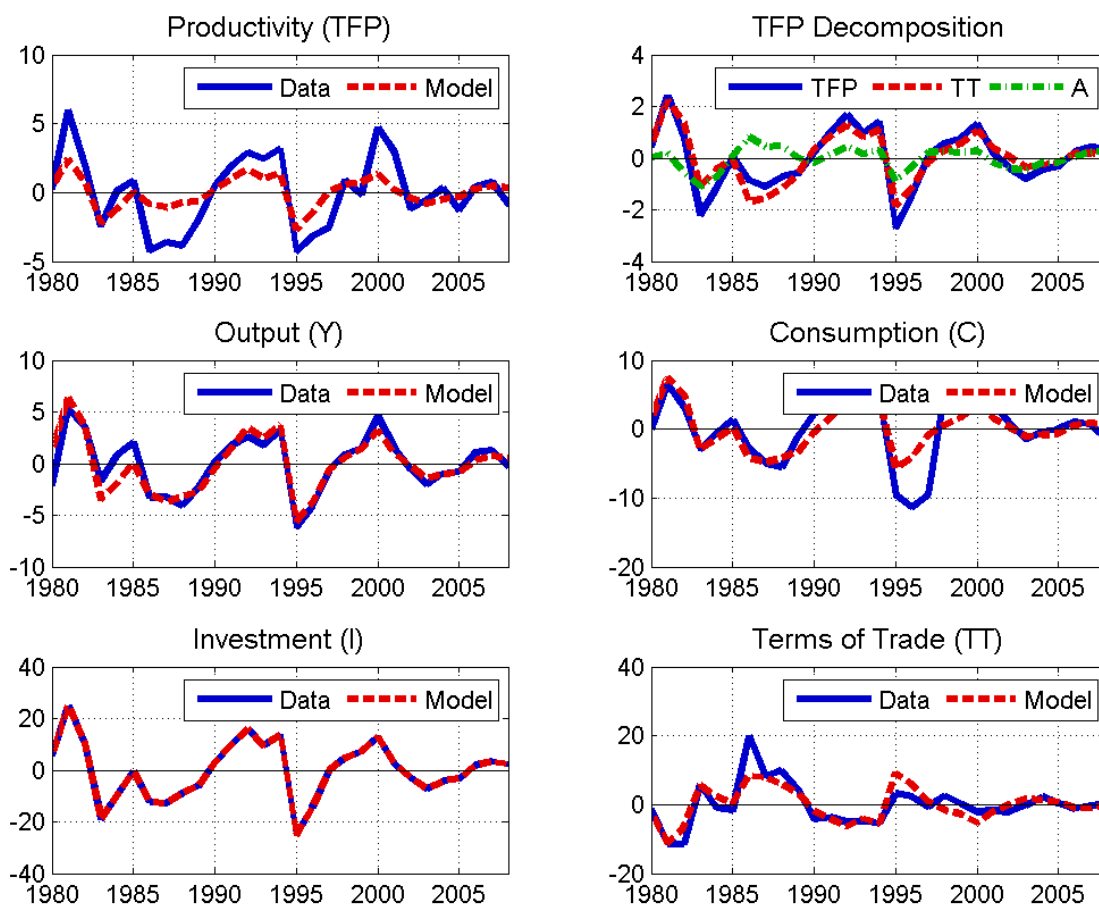 Productivity (TFP)
10
5
0
-5
Data Model
1980 1985 1990 1995 2000 2005
TFP Decomposition
4
2
0
-2
-4
TFP TT A
1980 1985 1990 1995 2000 2005
Output (Y)
10
5
0
-5
-10
Data Model
1980 1985 1990 1995 2000 2005
Consumption (C)
10
0
-10
-20
Data Model
1980 1985 1990 1995 2000 2005
Investment (I)
40
20
0
-20
-40
Data Model
1980 1985 1990 1995 2000 2005
Terms of Trade (TT)
40
20
0
-20
Data Model
1980 1985 1990 1995 2000 2005